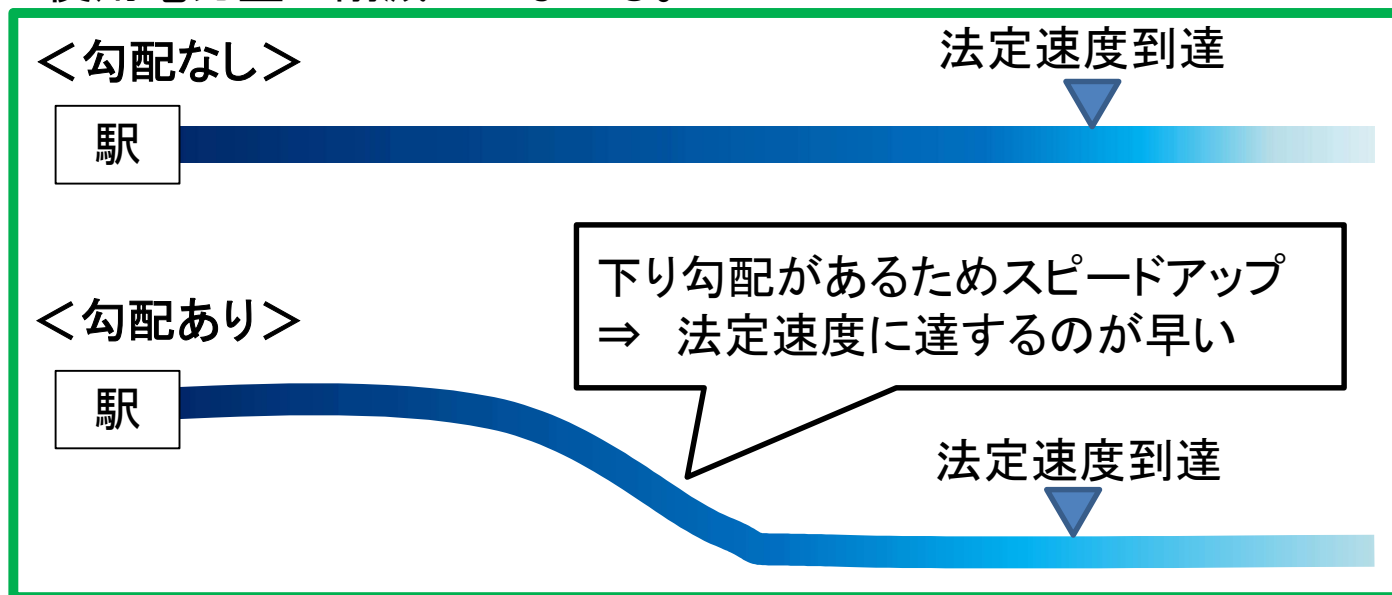 ＜勾配なし＞
法定速度到達
駅
下り勾配があるためスピードアップ
⇒　法定速度に達するのが早い
＜勾配あり＞
駅
法定速度到達